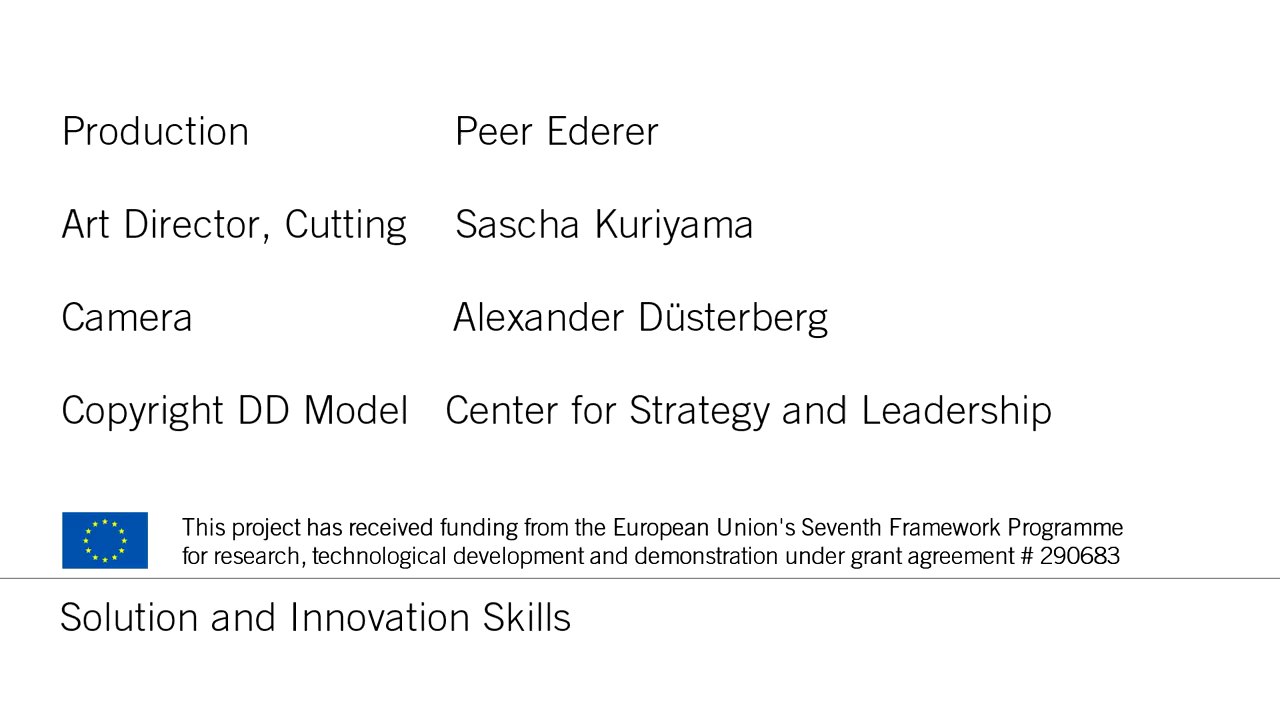 Production Peer Ederer
Art Director, Cutting Sascha Kuriyama
Camera Alexander Düsterberg
Copyright DD Model Center for Strategy and Leadership
This project has received funding from the European Union's Seventh Framework Programme
for research, technological development and demonstration under grant agreement # 290683
Solution and Innovation Skills